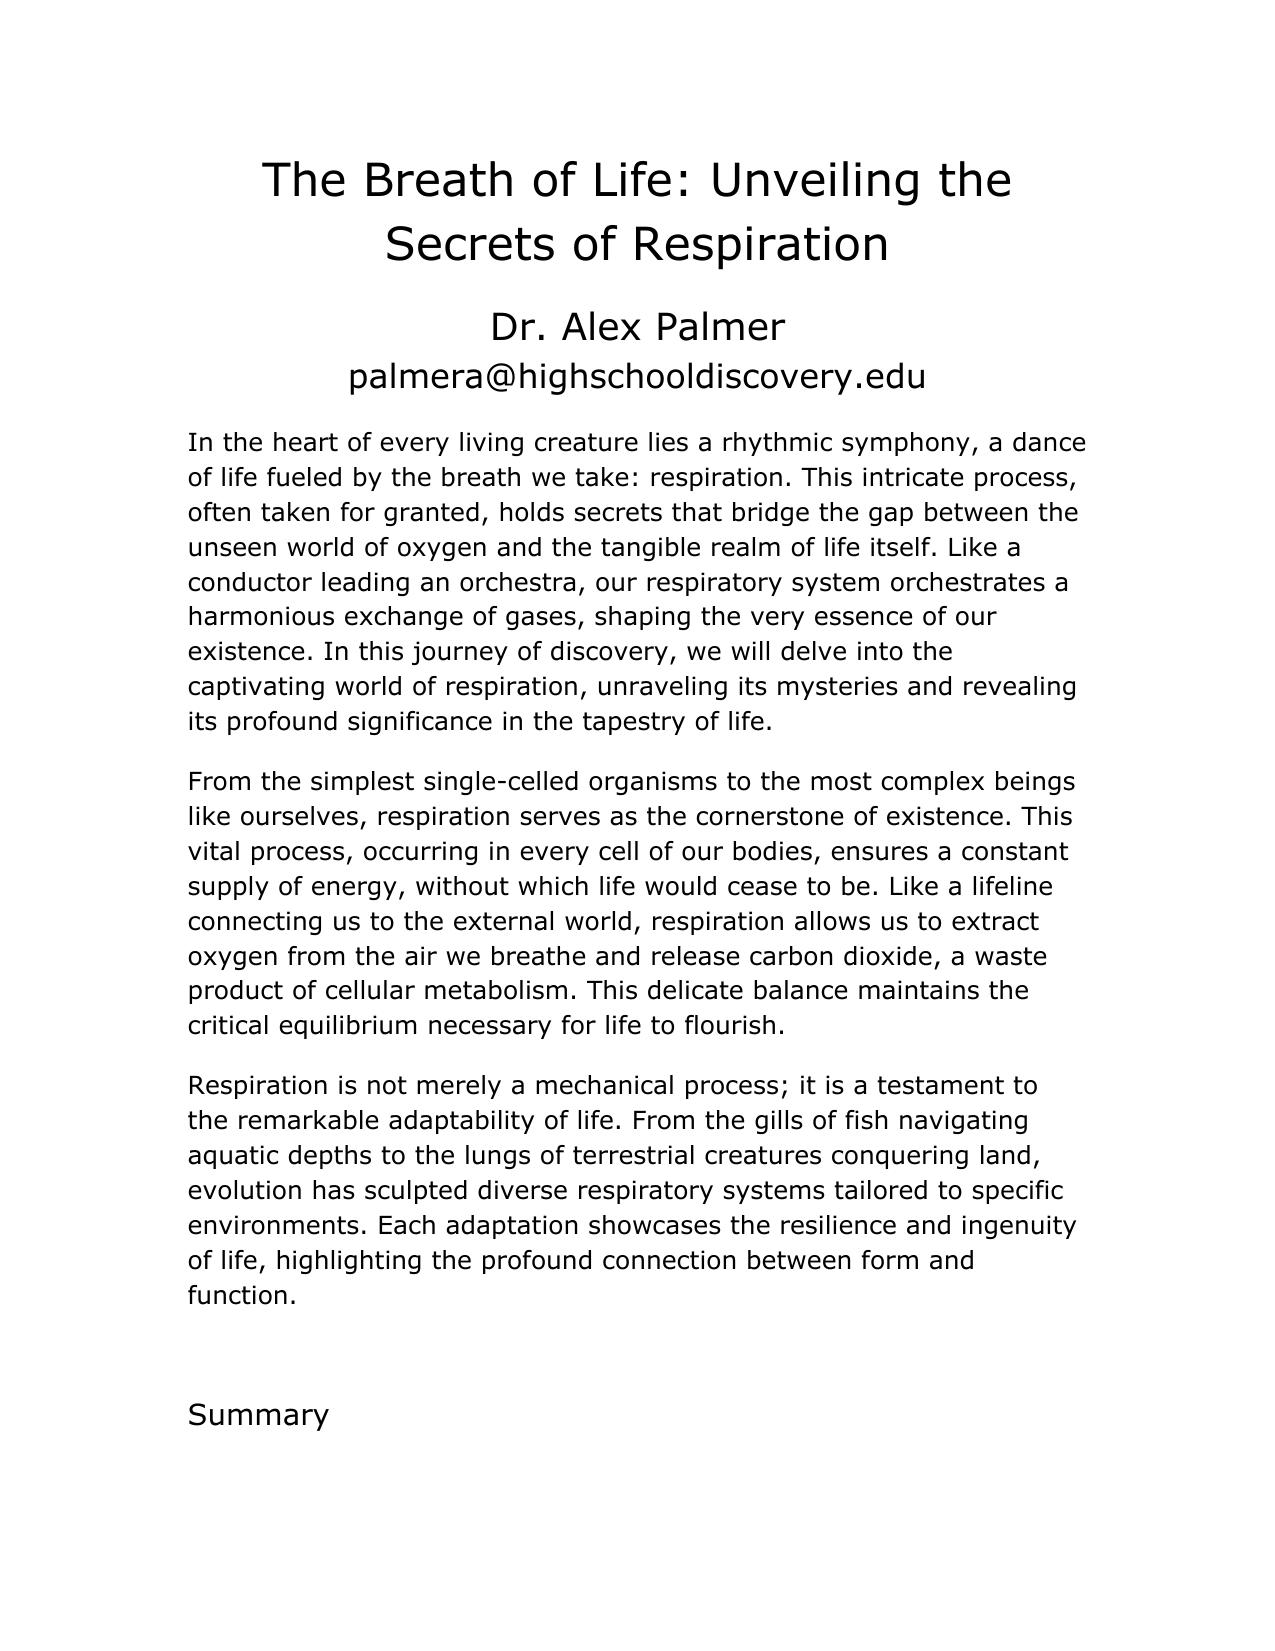 The Breath of Life: Unveiling the
Secrets of Respiration
Dr. Alex Palmer
palmera@highschooldiscovery.edu
In the heart of every living creature lies a rhythmic symphony, a dance
of life fueled by the breath we take: respiration. This intricate process,
often taken for granted, holds secrets that bridge the gap between the
unseen world of oxygen and the tangible realm of life itself. Like a
conductor leading an orchestra, our respiratory system orchestrates a
harmonious exchange of gases, shaping the very essence of our
existence. In this journey of discovery, we will delve into the
captivating world of respiration, unraveling its mysteries and revealing
its profound significance in the tapestry of life.
From the simplest single-celled organisms to the most complex beings
like ourselves, respiration serves as the cornerstone of existence. This
vital process, occurring in every cell of our bodies, ensures a constant
supply of energy, without which life would cease to be. Like a lifeline
connecting us to the external world, respiration allows us to extract
oxygen from the air we breathe and release carbon dioxide, a waste
product of cellular metabolism. This delicate balance maintains the
critical equilibrium necessary for life to flourish.
Respiration is not merely a mechanical process; it is a testament to
the remarkable adaptability of life. From the gills of fish navigating
aquatic depths to the lungs of terrestrial creatures conquering land,
evolution has sculpted diverse respiratory systems tailored to specific
environments. Each adaptation showcases the resilience and ingenuity
of life, highlighting the profound connection between form and
function.
Summary